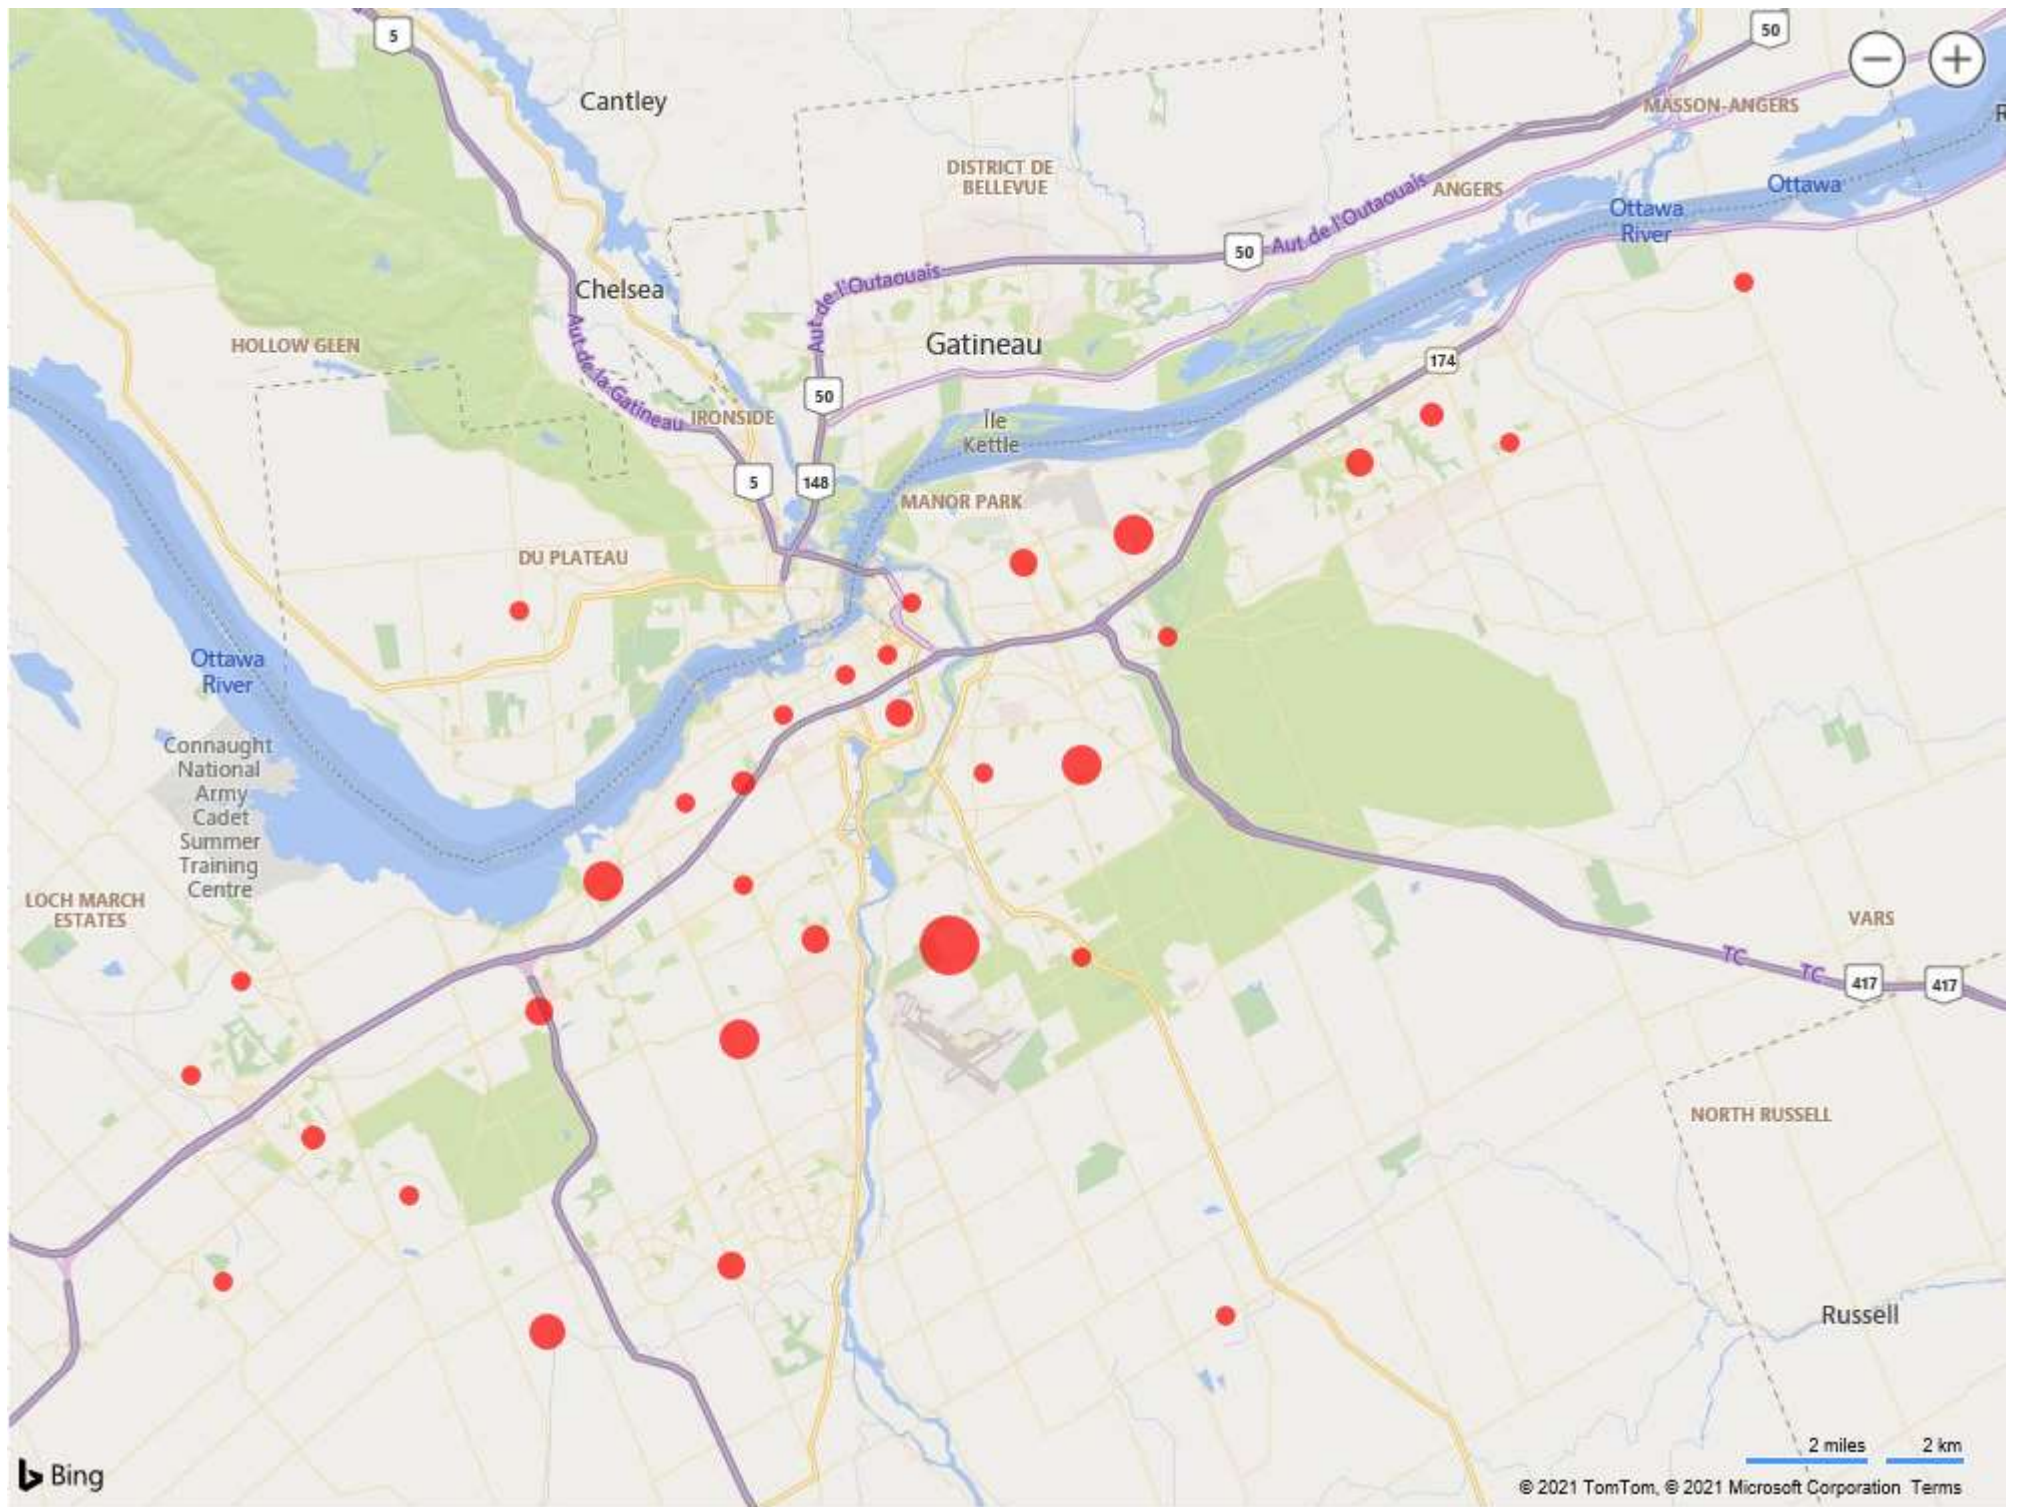 5
50
Cantley
MASSON-ANGERS
R
DISTRICT DE
BELLEVUE
ANGERS
Ottawa
Ottawa
River
Aut de l'Outaouais
50
Aut de l'Outaouais
Chelsea
HOLLOW GLEN
Gatineau
174
Aut de la Gatineau
50
IRONSIDE
Île
Kettle
5
148
MANOR PARK
DU PLATEAU
Ottawa
River
Connaught
National
Army
Cadet
Summer
Training
Centre
LOCH MARCH
ESTATES
VARS
TC
TC
417
417
NORTH RUSSELL
Russell
2 miles
2 km
Bing
© 2021 TomTom, © 2021 Microsoft Corporation Terms